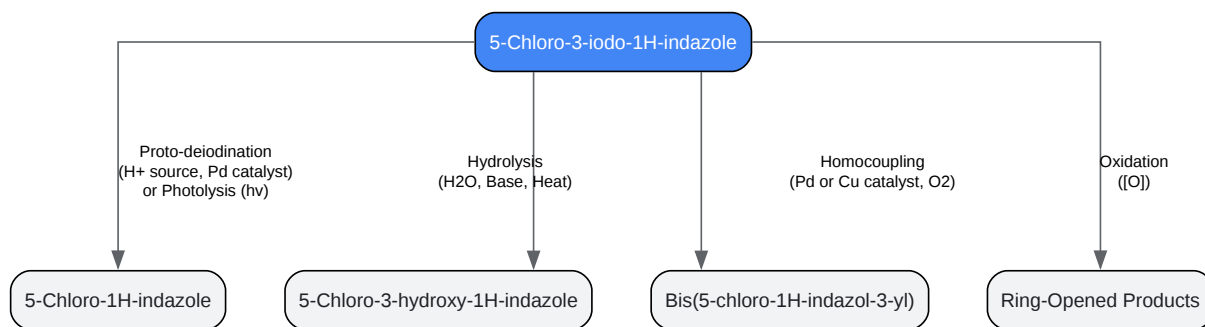 5-Chloro-3-iodo-1H-indazole
Proto-deiodination
(H+ source, Pd catalyst)
or Photolysis (hv)
Hydrolysis
(H2O, Base, Heat)
Homocoupling
(Pd or Cu catalyst, O2)
Oxidation
([O])
5-Chloro-1H-indazole
5-Chloro-3-hydroxy-1H-indazole
Bis(5-chloro-1H-indazol-3-yl)
Ring-Opened Products